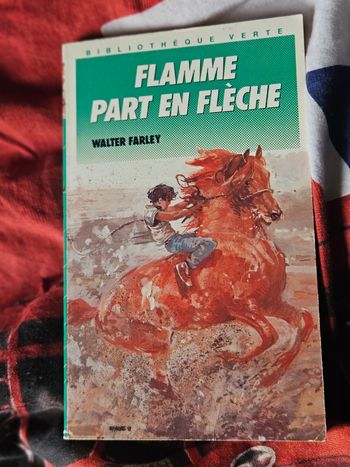 BIBLIOTHÈQUE VERTE
FLAMME
PART EN FLÈCHE
WALTER FARLEY